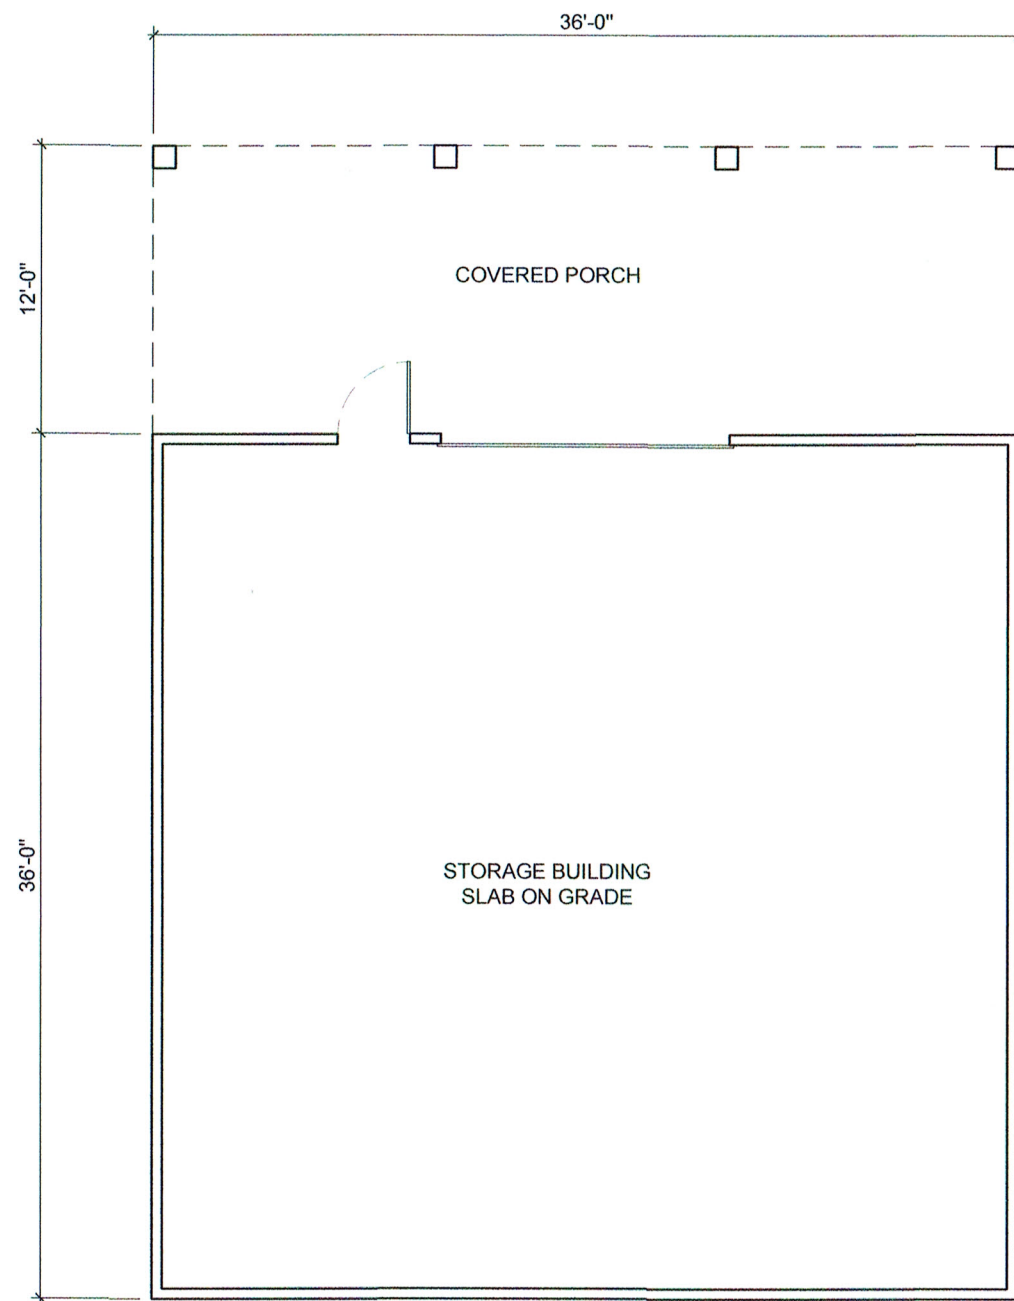 36'-0"
12'-0"
COVERED PORCH
36'-0"
STORAGE BUILDING
SLAB ON GRADE